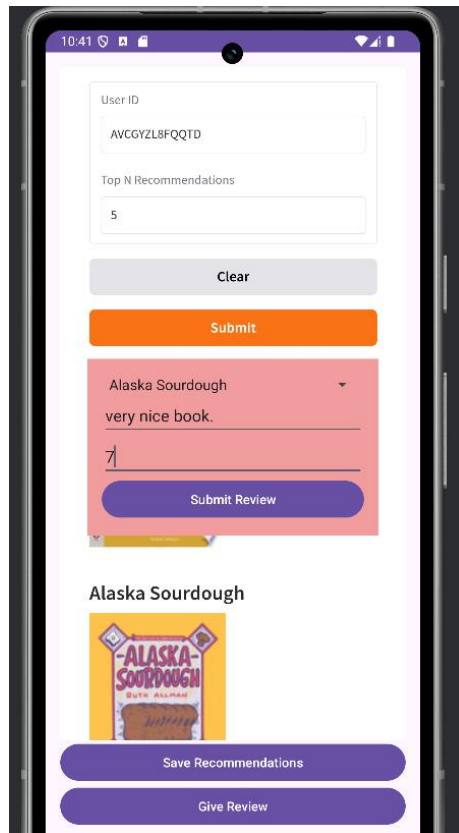 10:41
User ID
AVCGYZL8FQQTD
Top N Recommendations
5
Clear
Submit
Alaska Sourdough
very nice book.
7
Submit Review
Alaska Sourdough
-ALASKA-
SOURDOUGH
RUTH ALLMAN
Save Recommendations
Give Review